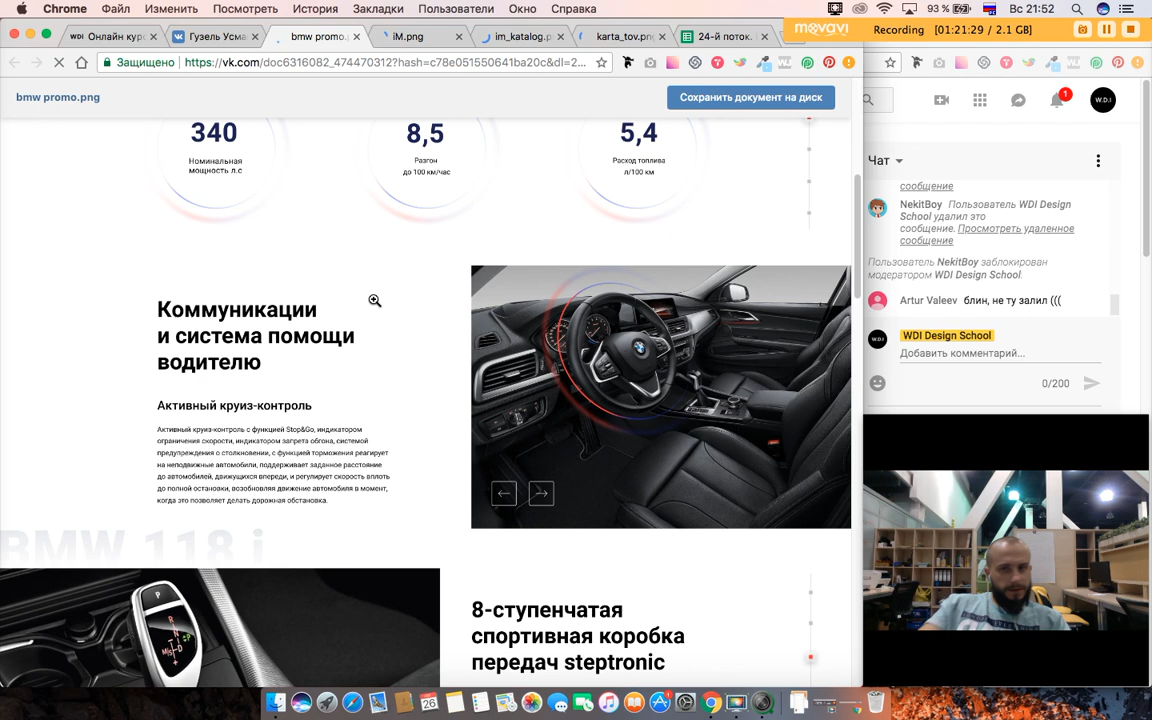 Chrome Файл Изменить Посмотреть История Закладки Пользователи Окно Справка
93 % Вс 21:52
WDI Онлайн кур
Гузель Усма
bmw promo.
iM.png
im_katalog.p
karta_tov.pn
24-й поток.
movavi Recording [01:21:29 / 2.1 GB]
Защищено https://vk.com/doc6316082_474470312?hash=c78e051550641ba20c&dl=2...
bmw promo.png
Сохранить документ на диск
340
Номинальная
мощность л.с
8,5
Разгон
до 100 км/час
5,4
Расход топлива
л/100 км
Коммуникации
и система помощи
водителю
Активный круиз-контроль
Активный круиз-контроль с функцией Stop&Go, индикатором
ограничения скорости, индикатором запрета обгона, системой
предупреждения о столкновении, с функцией торможения реагирует
на неподвижные автомобили, поддерживает заданное расстояние
до автомобилей, движущихся впереди, и регулирует скорость вплоть
до полной остановки, возобновляя движение автомобиля в момент,
когда это позволяет делать дорожная обстановка.
BMW 118 i
P
R
N
D
M/S
+
8-ступенчатая
спортивная коробка
передач steptronic
1
W.D.I
Чат
сообщение
NekitBoy Пользователь WDI Design
School удалил это
сообщение. Просмотреть удаленное
сообщение
Пользователь NekitBoy заблокирован
модератором WDI Design School.
Artur Valeev блин, не ту залил (((
W.D.I
WDI Design School
Добавить комментарий...
0/200
26